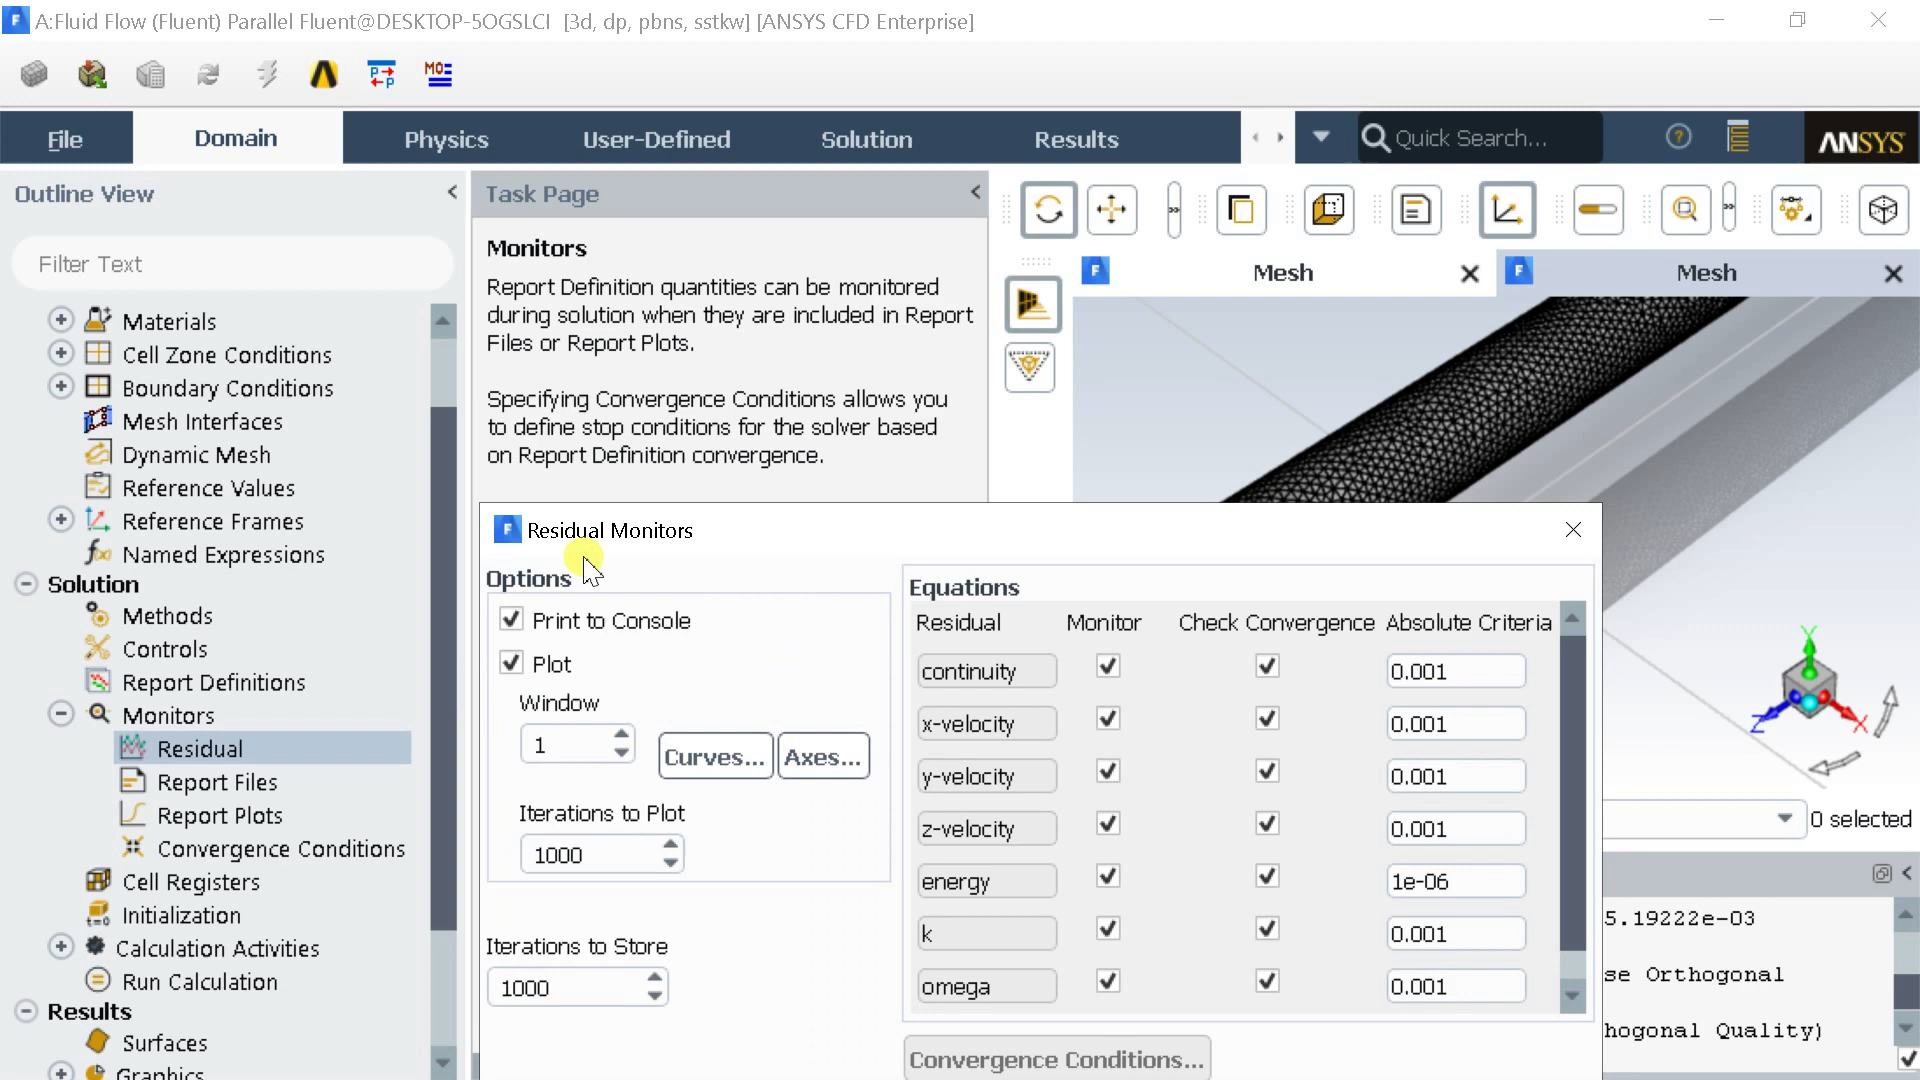 A:Fluid Flow (Fluent) Parallel Fluent@DESKTOP-5OGSLCI [3d, dp, pbns, sstkw] [ANSYS CFD Enterprise]
MO
File
Domain
Physics
User-Defined
Solution
Results
Quick Search...
ANSYS
Outline View
Filter Text
Materials
Cell Zone Conditions
Boundary Conditions
Mesh Interfaces
Dynamic Mesh
Reference Values
Reference Frames
Named Expressions
Solution
Methods
Controls
Report Definitions
Monitors
Residual
Report Files
Report Plots
Convergence Conditions
Cell Registers
Initialization
Calculation Activities
Run Calculation
Results
Surfaces
Graphics
Task Page
Monitors
Report Definition quantities can be monitored
during solution when they are included in Report
Files or Report Plots.
Specifying Convergence Conditions allows you
to define stop conditions for the solver based
on Report Definition convergence.
Mesh
Mesh
Residual Monitors
Options
Print to Console
Plot
Window
1
Curves...
Axes...
Iterations to Plot
1000
Iterations to Store
1000
Equations
Residual Monitor Check Convergence Absolute Criteria
continuity 0.001
x-velocity 0.001
y-velocity 0.001
z-velocity 0.001
energy 1e-06
k 0.001
omega 0.001
Convergence Conditions...
Y
Z
X
0 selected
5.19222e-03
se Orthogonal
hogonal Quality)